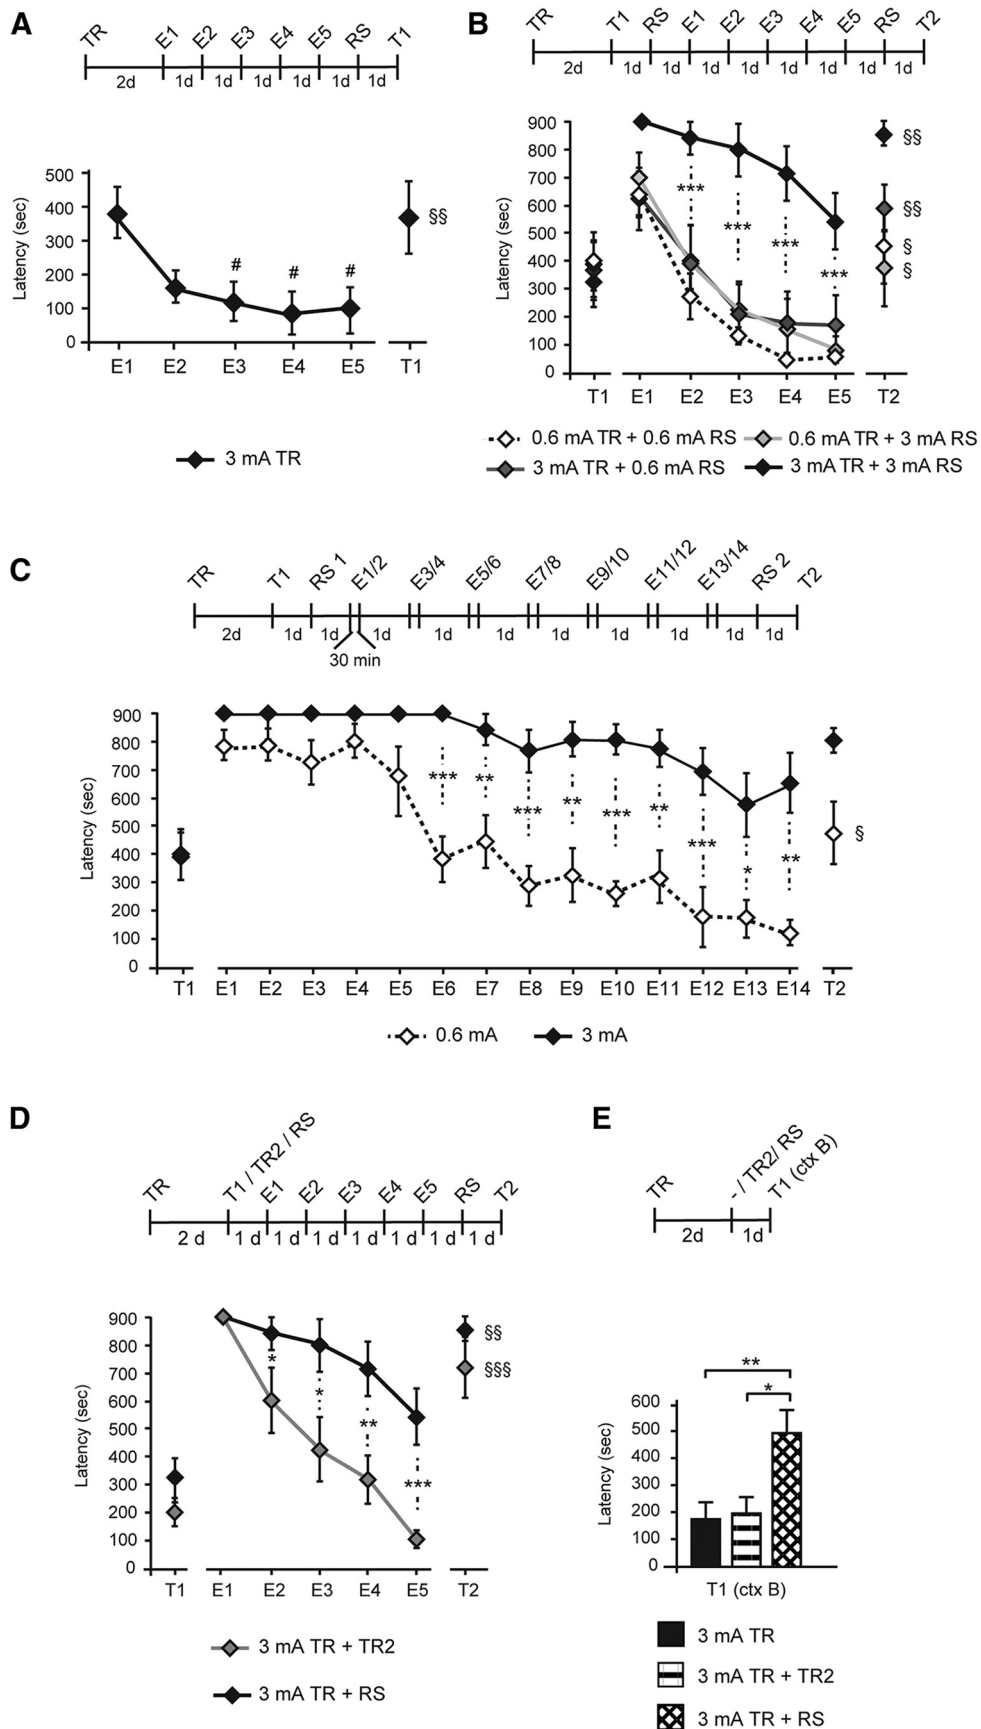 A
TR E1 E2 E3 E4 E5 RS T1
2d 1d 1d 1d 1d 1d 1d
Latency (sec)
500
400
300
200
100
0
# # #
§§
E1 E2 E3 E4 E5 T1
3 mA TR
B
TR T1 RS E1 E2 E3 E4 E5 RS T2
2d 1d 1d 1d 1d 1d 1d 1d 1d
Latency (sec)
900
800
700
600
500
400
300
200
100
0
*** *** *** ***
§§
§§
§
§
T1 E1 E2 E3 E4 E5 T2
0.6 mA TR + 0.6 mA RS 0.6 mA TR + 3 mA RS
3 mA TR + 0.6 mA RS 3 mA TR + 3 mA RS
C
TR T1 RS 1 E1/2 E3/4 E5/6 E7/8 E9/10 E11/12 E13/14 RS 2 T2
2d 1d 1d 1d 1d 1d 1d 1d 1d 1d 1d
30 min
Latency (sec)
900
800
700
600
500
400
300
200
100
0
*** ** *** ** *** ** *** * **
§
T1 E1 E2 E3 E4 E5 E6 E7 E8 E9 E10 E11 E12 E13 E14 T2
0.6 mA 3 mA
D
TR T1 / TR2 / RS E1 E2 E3 E4 E5 RS T2
2 d 1 d 1 d 1 d 1 d 1 d 1 d 1 d
Latency (sec)
900
800
700
600
500
400
300
200
100
0
* * ** ***
§§
§§§
T1 E1 E2 E3 E4 E5 T2
3 mA TR + TR2
3 mA TR + RS
E
TR - / TR2/ RS T1 (ctx B)
2d 1d
Latency (sec)
600
500
400
300
200
100
0
**
*
T1 (ctx B)
3 mA TR
3 mA TR + TR2
3 mA TR + RS